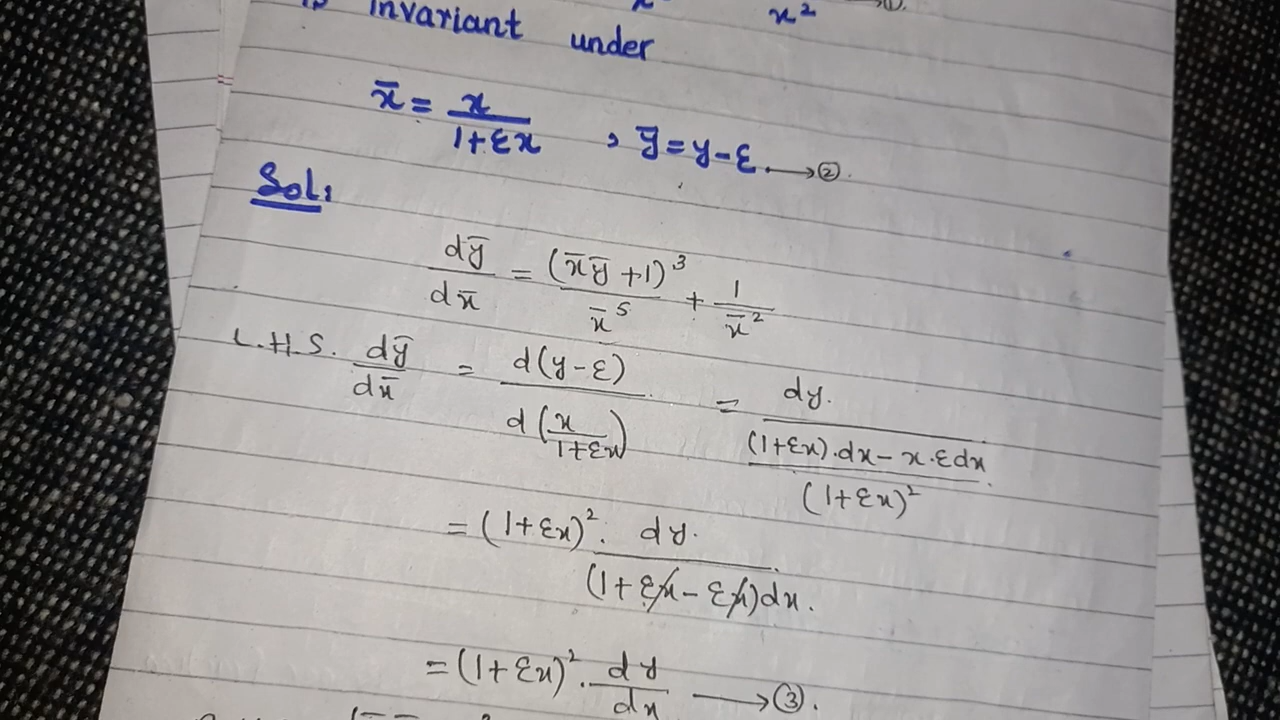 x² → ①.
invariant under
x̄ = x/(1+εx) , ȳ = y-ε. → ②.
Sol:
dȳ/dx̄ = (x̄ȳ+1)³/x̄⁵ + 1/x̄²
L.H.S. dȳ/dx̄ = d(y-ε)/d(x/(1+εx)) = dy./(((1+εx).dx-x.εdx)/(1+εx)²)
= (1+εx)². dy./((1+εx-εx)dx.)
= (1+εx)². dy/dx → ③.